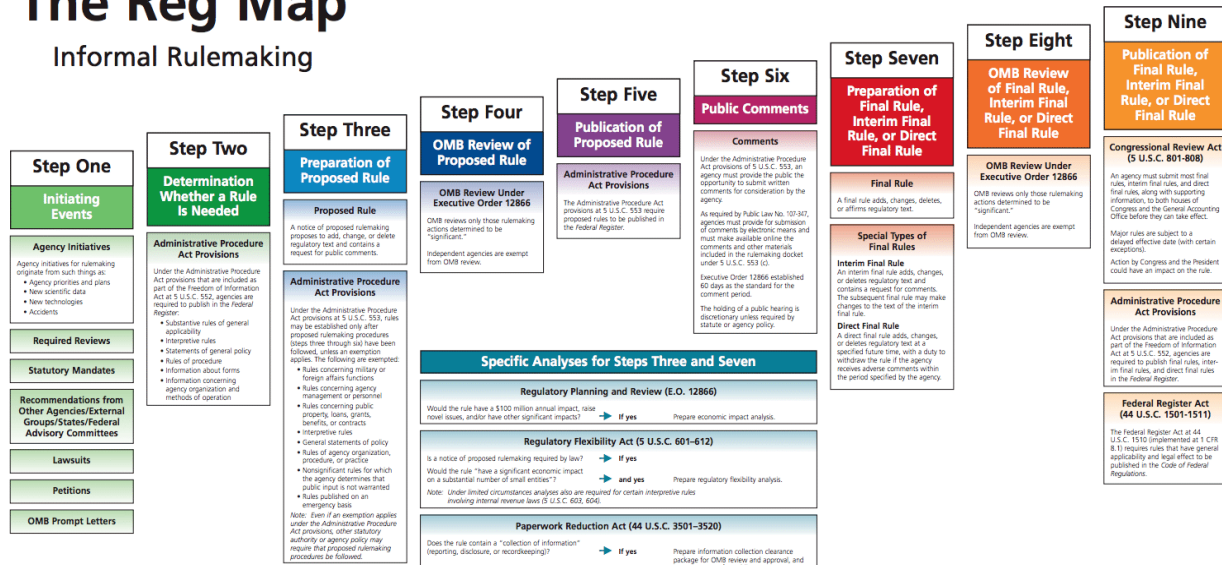 The Reg Map
Informal Rulemaking
Step One
Initiating
Events
Agency Initiatives
Agency initiatives for rulemaking
originate from such things as:
• Agency priorities and plans
• New scientific data
• New technologies
• Accidents
Required Reviews
Statutory Mandates
Recommendations from
Other Agencies/External
Groups/States/Federal
Advisory Committees
Lawsuits
Petitions
OMB Prompt Letters
Step Two
Determination
Whether a Rule
Is Needed
Administrative Procedure
Act Provisions
Under the Administrative Procedure
Act provisions that are included as
part of the Freedom of Information
Act at 5 U.S.C. 552, agencies are
required to publish in the Federal
Register:
• Substantive rules of general
applicability
• Interpretive rules
• Statements of general policy
• Rules of procedure
• Information about forms
• Information concerning
agency organization and
methods of operation
Step Three
Preparation of
Proposed Rule
Proposed Rule
A notice of proposed rulemaking
proposes to add, change, or delete
regulatory text and contains a
request for public comments.
Administrative Procedure
Act Provisions
Under the Administrative Procedure
Act provisions at 5 U.S.C. 553, rules
may be established only after
proposed rulemaking procedures
(steps three through six) have been
followed, unless an exemption
applies. The following are exempted:
• Rules concerning military or
foreign affairs functions
• Rules concerning agency
management or personnel
• Rules concerning public
property, loans, grants,
benefits, or contracts
• Interpretive rules
• General statements of policy
• Rules of agency organization,
procedure, or practice
• Nonsignificant rules for which
the agency determines that
public input is not warranted
• Rules published on an
emergency basis
Note: Even if an exemption applies
under the Administrative Procedure
Act provisions, other statutory
authority or agency policy may
require that proposed rulemaking
procedures be followed.
Step Four
OMB Review of
Proposed Rule
OMB Review Under
Executive Order 12866
OMB reviews only those rulemaking
actions determined to be
"significant."
Independent agencies are exempt
from OMB review.
Step Five
Publication of
Proposed Rule
Administrative Procedure
Act Provisions
The Administrative Procedure Act
provisions at 5 U.S.C. 553 require
proposed rules to be published in
the Federal Register.
Step Six
Public Comments
Comments
Under the Administrative Procedure
Act provisions of 5 U.S.C. 553, an
agency must provide the public the
opportunity to submit written
comments for consideration by the
agency.
As required by Public Law No. 107-347,
agencies must provide for submission
of comments by electronic means and
must make available online the
comments and other materials
included in the rulemaking docket
under 5 U.S.C. 553 (c).
Executive Order 12866 established
60 days as the standard for the
comment period.
The holding of a public hearing is
discretionary unless required by
statute or agency policy.
Specific Analyses for Steps Three and Seven
Regulatory Planning and Review (E.O. 12866)
Would the rule have a $100 million annual impact, raise
novel issues, and/or have other significant impacts? If yes Prepare economic impact analysis.
Regulatory Flexibility Act (5 U.S.C. 601–612)
Is a notice of proposed rulemaking required by law? If yes
Would the rule "have a significant economic impact
on a substantial number of small entities"? and yes Prepare regulatory flexibility analysis.
Note: Under limited circumstances analyses also are required for certain interpretive rules
involving internal revenue laws (5 U.S.C. 603, 604).
Paperwork Reduction Act (44 U.S.C. 3501–3520)
Does the rule contain a "collection of information"
(reporting, disclosure, or recordkeeping)? If yes Prepare information collection clearance
package for OMB review and approval, and
Step Seven
Preparation of
Final Rule,
Interim Final
Rule, or Direct
Final Rule
Final Rule
A final rule adds, changes, deletes,
or affirms regulatory text.
Special Types of
Final Rules
Interim Final Rule
An interim final rule adds, changes,
or deletes regulatory text and
contains a request for comments.
The subsequent final rule may make
changes to the text of the interim
final rule.
Direct Final Rule
A direct final rule adds, changes,
or deletes regulatory text at a
specified future time, with a duty to
withdraw the rule if the agency
receives adverse comments within
the period specified by the agency.
Step Eight
OMB Review
of Final Rule,
Interim Final
Rule, or Direct
Final Rule
OMB Review Under
Executive Order 12866
OMB reviews only those rulemaking
actions determined to be
"significant."
Independent agencies are exempt
from OMB review.
Step Nine
Publication of
Final Rule,
Interim Final
Rule, or Direct
Final Rule
Congressional Review Act
(5 U.S.C. 801-808)
An agency must submit most final
rules, interim final rules, and direct
final rules, along with supporting
information, to both houses of
Congress and the General Accounting
Office before they can take effect.
Major rules are subject to a
delayed effective date (with certain
exceptions).
Action by Congress and the President
could have an impact on the rule.
Administrative Procedure
Act Provisions
Under the Administrative Procedure
Act provisions that are included as
part of the Freedom of Information
Act at 5 U.S.C. 552, agencies are
required to publish final rules, inter-
im final rules, and direct final rules
in the Federal Register.
Federal Register Act
(44 U.S.C. 1501-1511)
The Federal Register Act at 44
U.S.C. 1510 (implemented at 1 CFR
8.1) requires rules that have general
applicability and legal effect to be
published in the Code of Federal
Regulations.